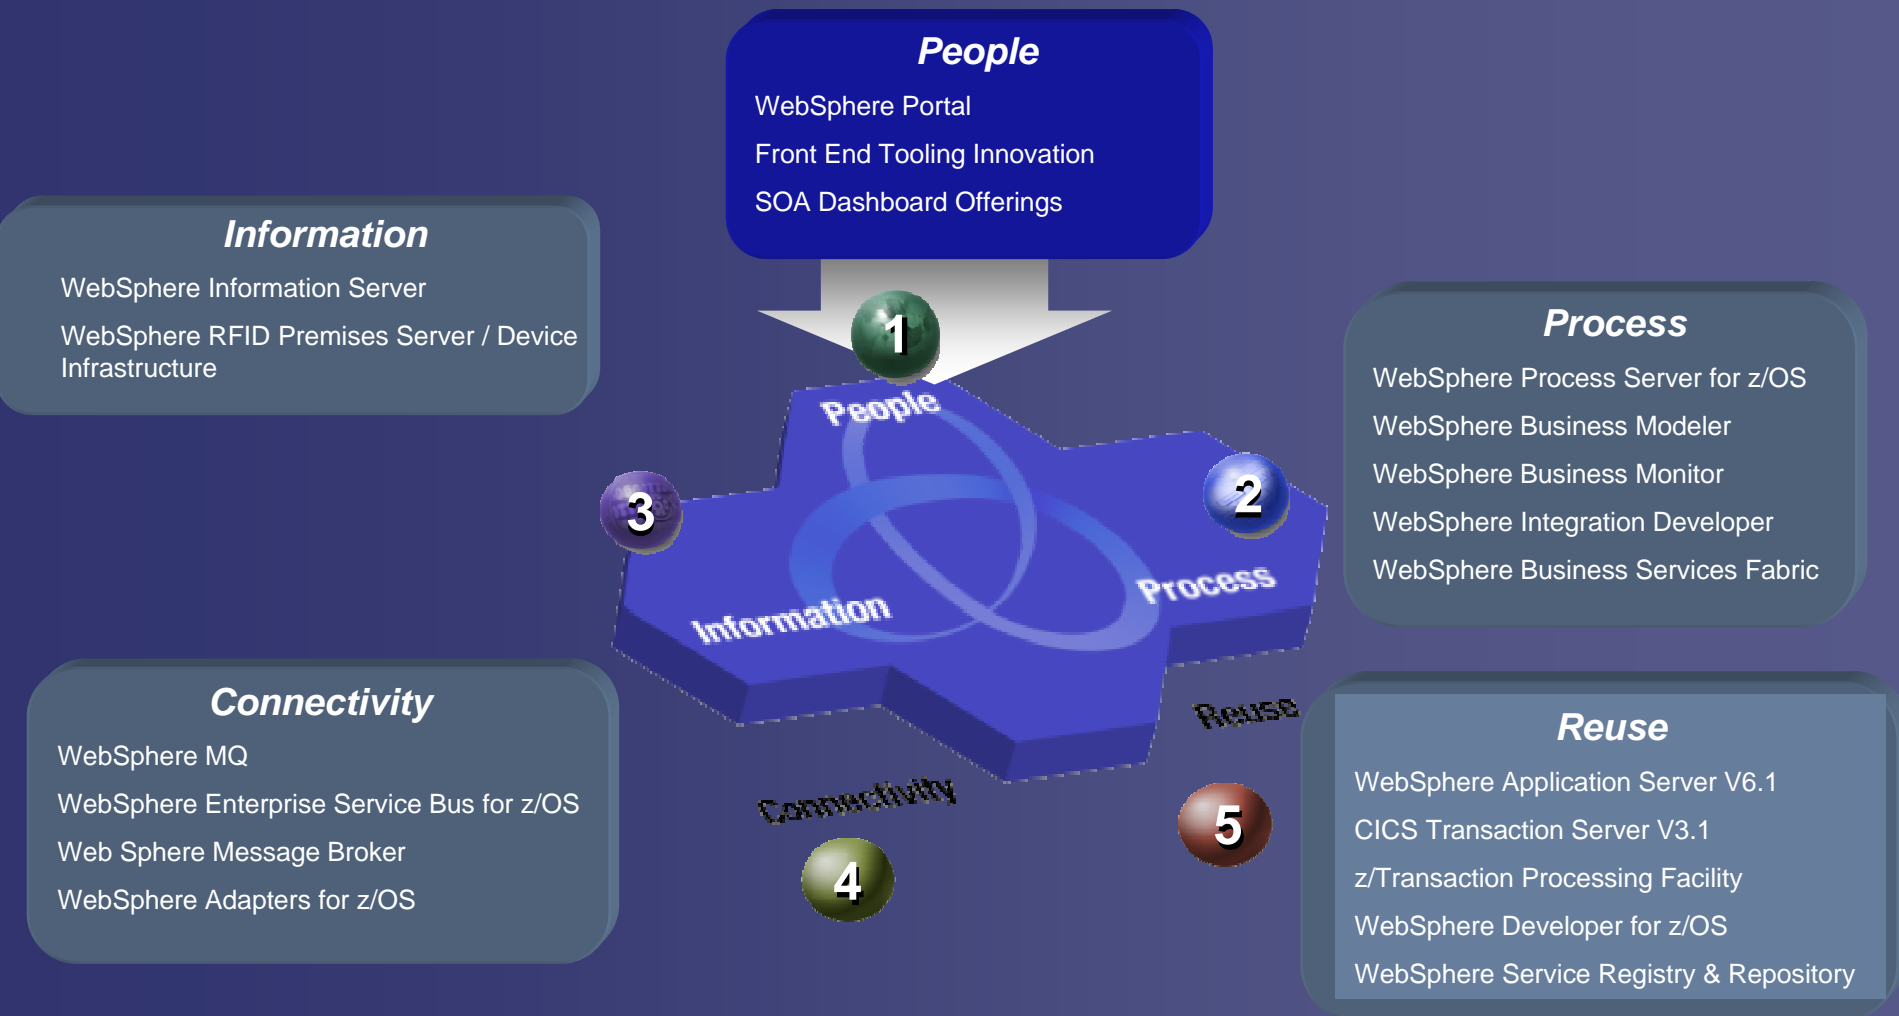 People
WebSphere Portal
Front End Tooling Innovation
SOA Dashboard Offerings
Information
WebSphere Information Server
WebSphere RFID Premises Server / Device
Infrastructure
Process
WebSphere Process Server for z/OS
WebSphere Business Modeler
WebSphere Business Monitor
WebSphere Integration Developer
WebSphere Business Services Fabric
1
People
2
3
Process
Information
Reuse
Connectivity
4
5
Connectivity
WebSphere MQ
WebSphere Enterprise Service Bus for z/OS
Web Sphere Message Broker
WebSphere Adapters for z/OS
Reuse
WebSphere Application Server V6.1
CICS Transaction Server V3.1
z/Transaction Processing Facility
WebSphere Developer for z/OS
WebSphere Service Registry & Repository